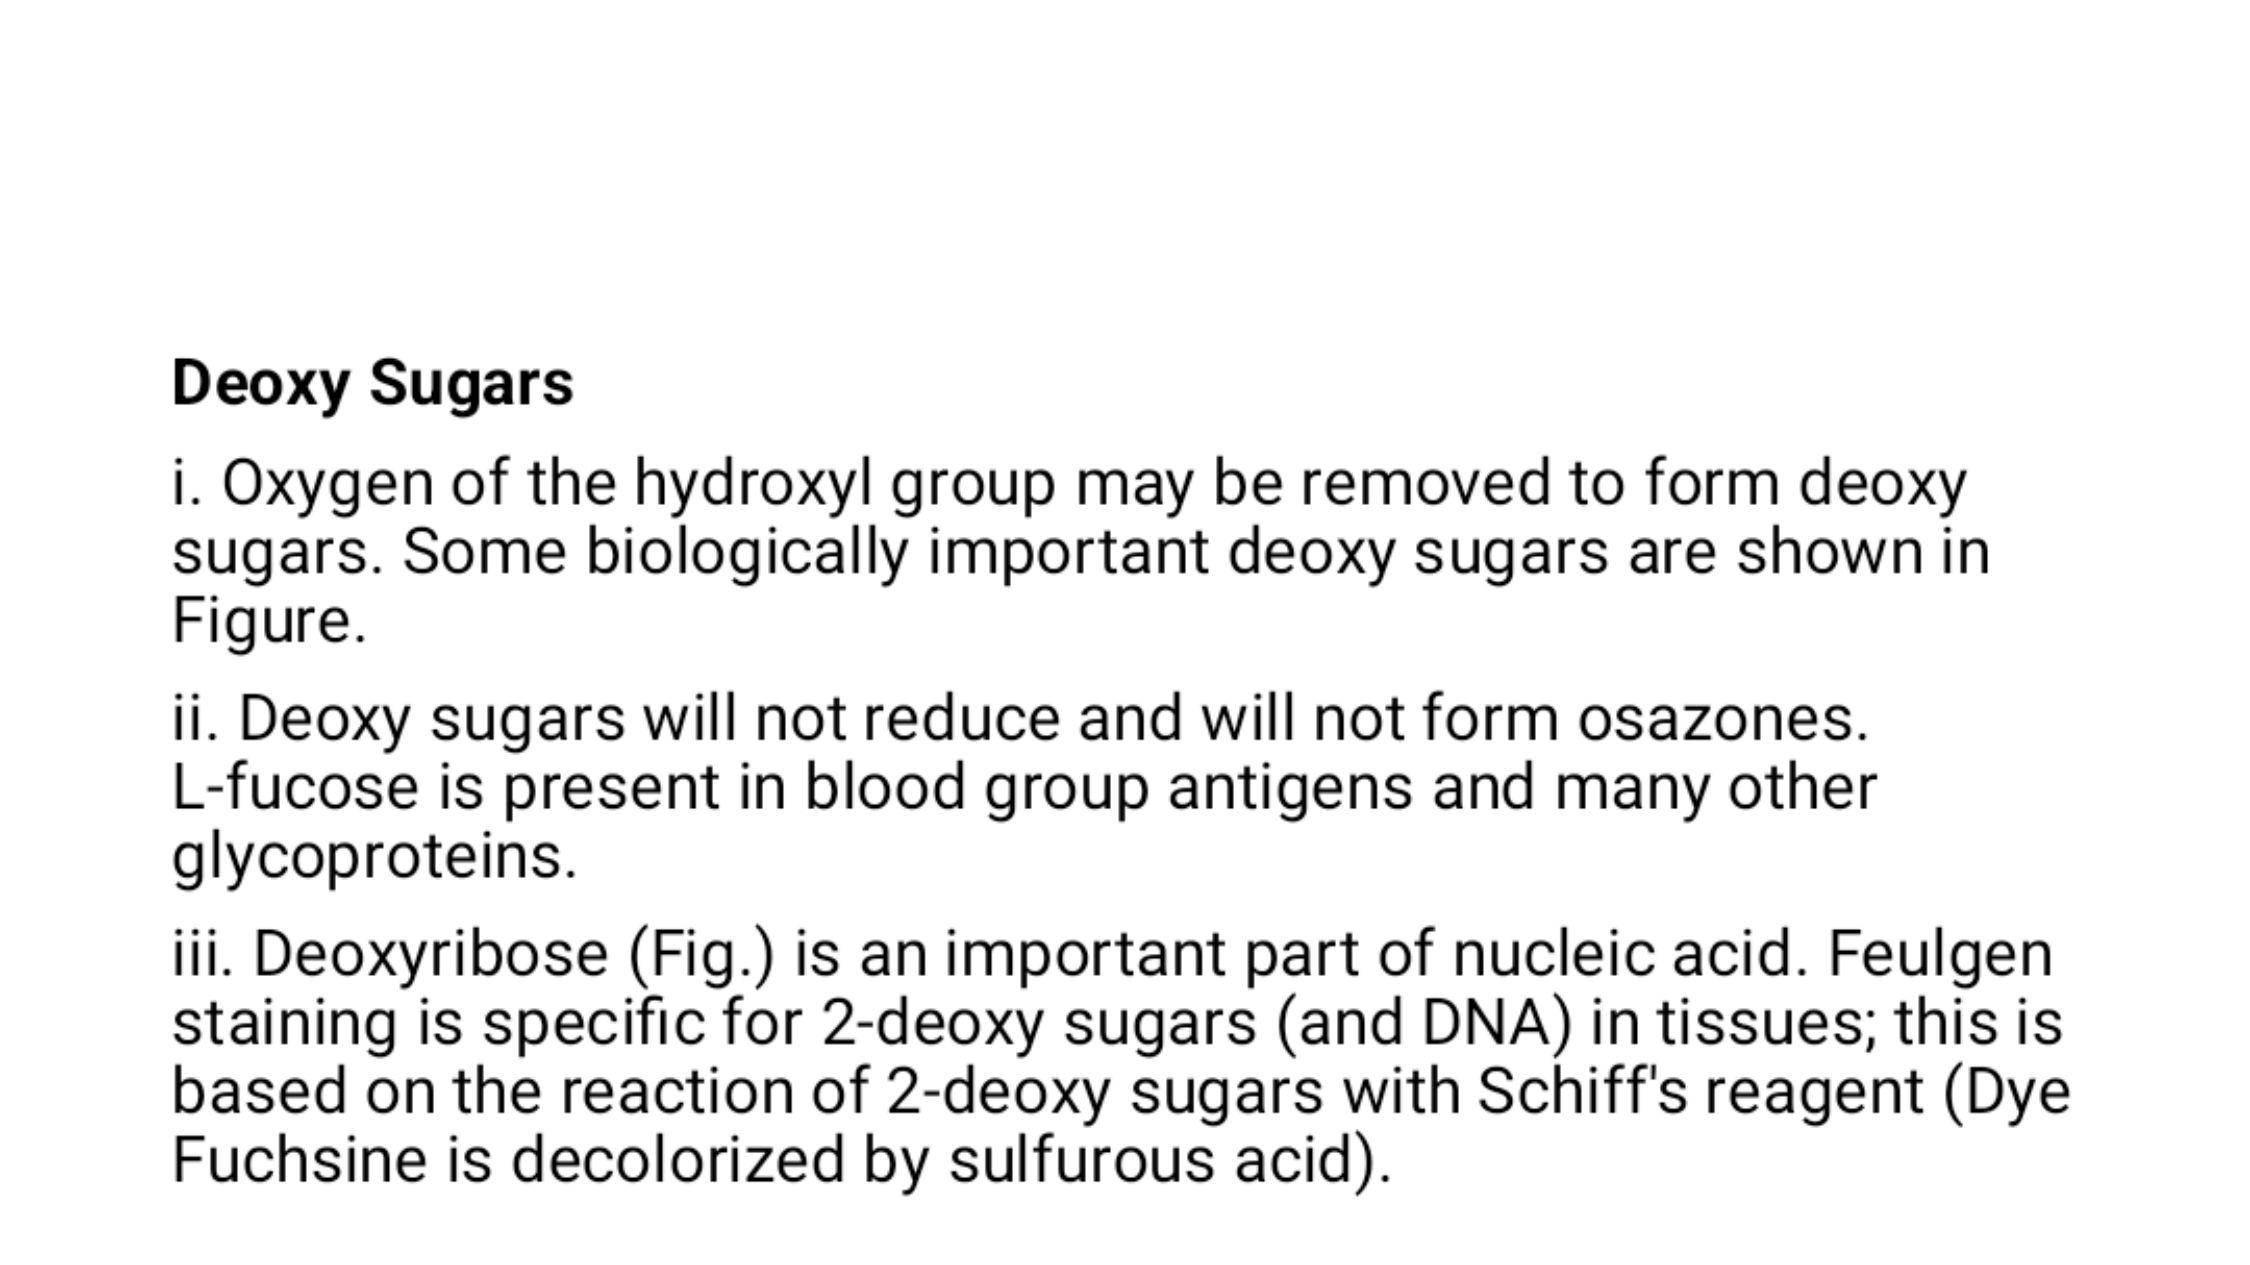 Deoxy Sugars
i. Oxygen of the hydroxyl group may be removed to form deoxy
sugars. Some biologically important deoxy sugars are shown in
Figure.
ii. Deoxy sugars will not reduce and will not form osazones.
L-fucose is present in blood group antigens and many other
glycoproteins.
iii. Deoxyribose (Fig.) is an important part of nucleic acid. Feulgen
staining is specific for 2-deoxy sugars (and DNA) in tissues; this is
based on the reaction of 2-deoxy sugars with Schiff's reagent (Dye
Fuchsine is decolorized by sulfurous acid).